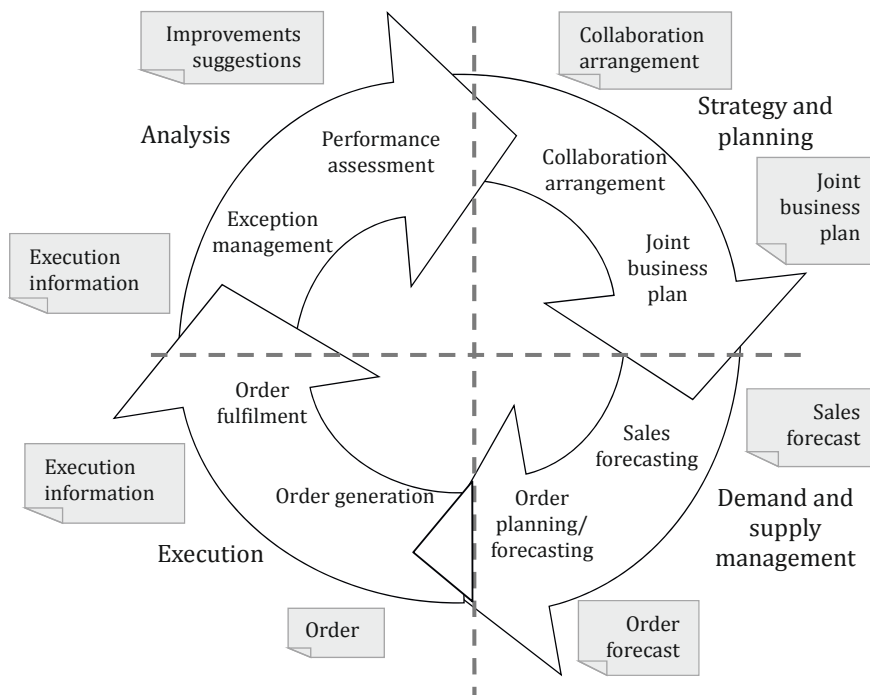 Improvements
suggestions
Collaboration
arrangement
Analysis
Strategy and
planning
Performance
assessment
Collaboration
arrangement
Joint
business
plan
Exception
management
Joint
business
plan
Execution
information
Order
fulfilment
Sales
forecasting
Sales
forecast
Execution
information
Order generation
Order
planning/
forecasting
Demand and
supply
management
Execution
Order
Order
forecast